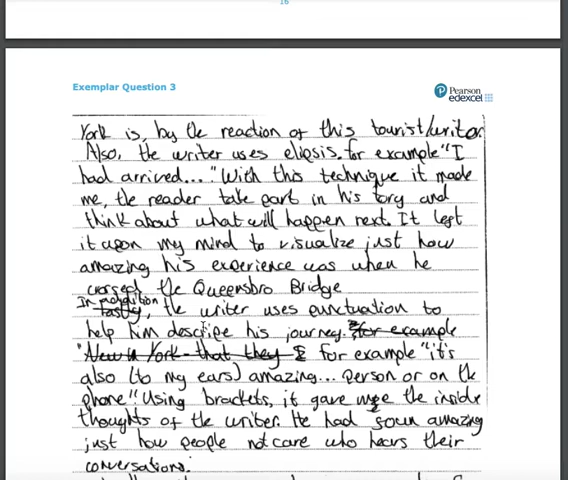 16
Exemplar Question 3
Pearson
edexcel
York is, by the reaction of this tourist/writer
Also, the writer uses elipsis. for example "I
had arrived..." With this technique it made
me, the reader take part in his tory and
think about what will happen next. It left
it upon my mind to visualize just how
amazing his experience was when he
crossed the Queensbro Bridge
In
lastly, the writer uses punctuation to
help him describe his journey. for example
"New York - that they I for example "it's
also (to my ears) amazing... person or on the
phone". Using brackets, it gave me the inside
thoughts of the writer. He had foun amazing
just how people not care who hears their
conversations.